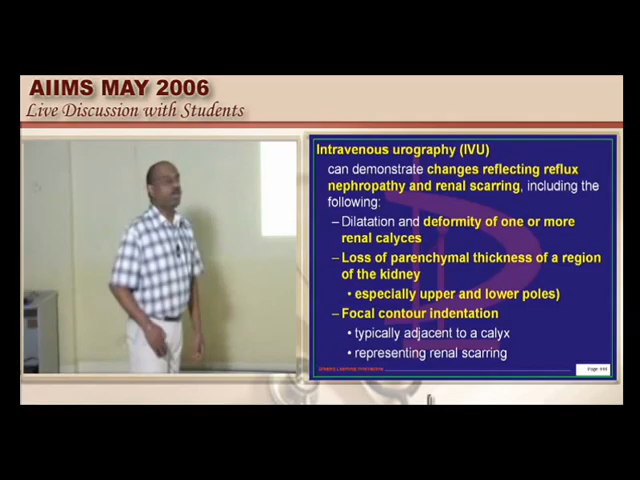 AIIMS MAY 2006
Live Discussion with Students
Intravenous urography (IVU)
can demonstrate changes reflecting reflux
nephropathy and renal scarring, including the
following:
– Dilatation and deformity of one or more
renal calyces
– Loss of parenchymal thickness of a region
of the kidney
• especially upper and lower poles)
– Focal contour indentation
• typically adjacent to a calyx
• representing renal scarring
Page